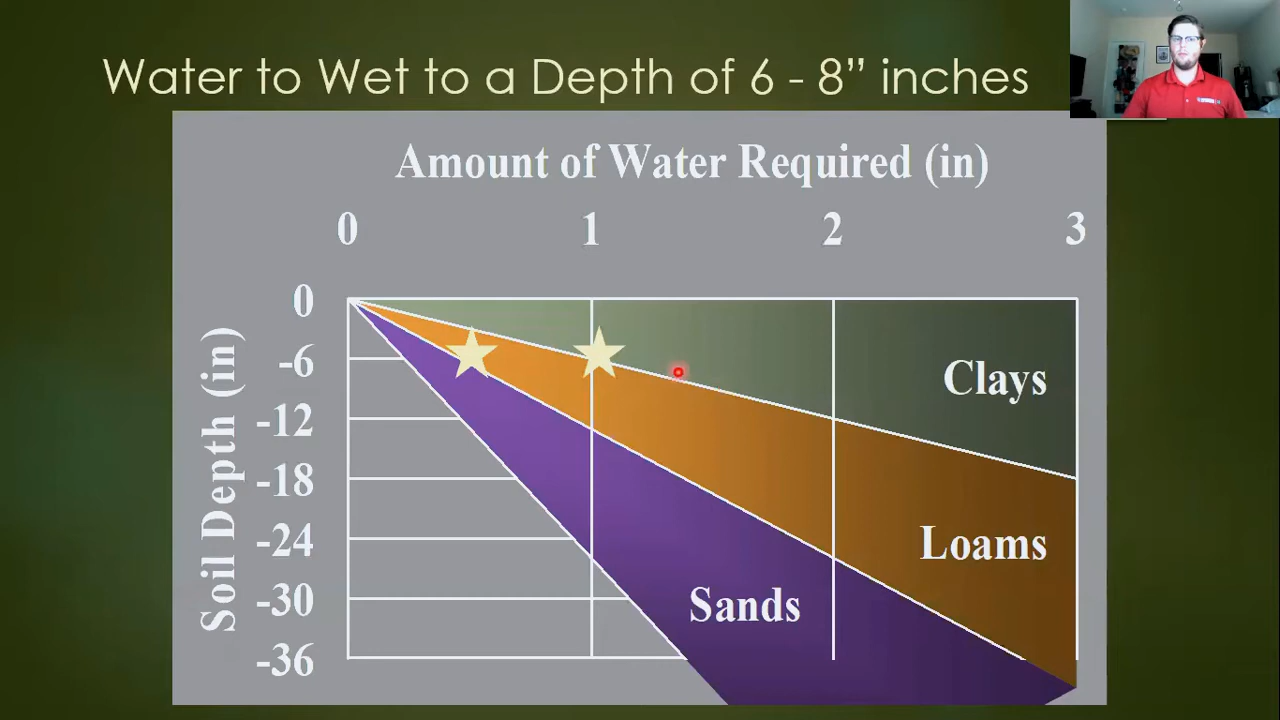 Water to Wet to a Depth of 6 - 8” inches
Amount of Water Required (in)
0 1 2 3
Soil Depth (in)
0
-6
-12
-18
-24
-30
-36
Clays
Loams
Sands